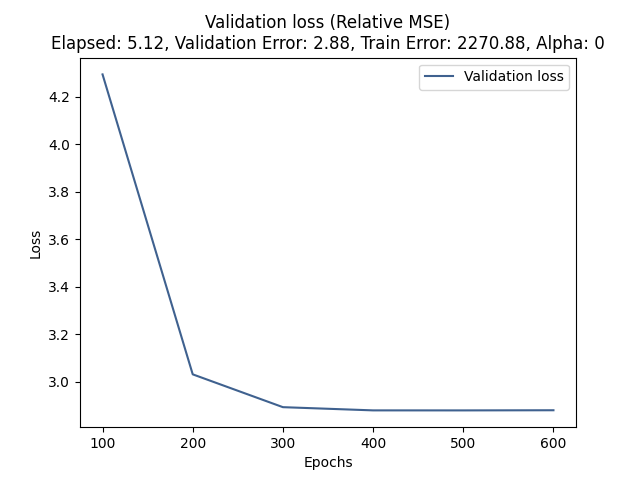 Validation loss (Relative MSE)
Elapsed: 5.12, Validation Error: 2.88, Train Error: 2270.88, Alpha: 0
Validation loss
4.2
4.0
3.8
3.6
3.4
3.2
3.0
Loss
100 200 300 400 500 600
Epochs